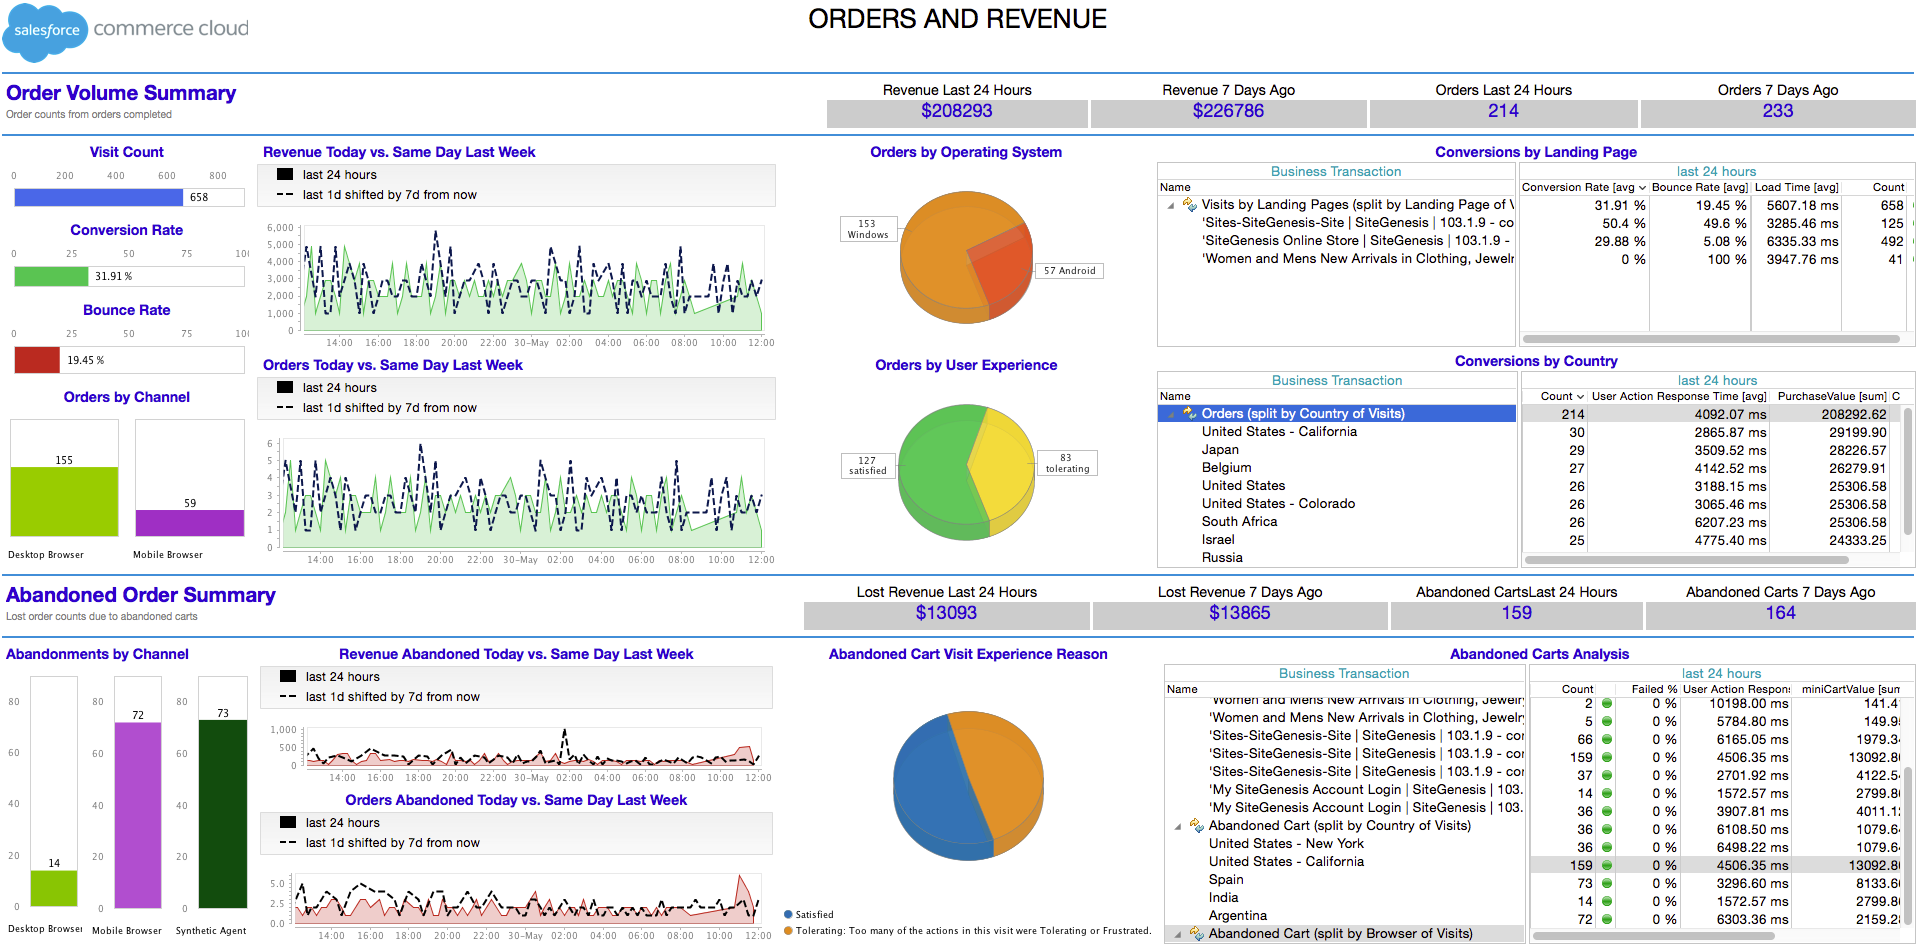 salesforce commerce cloud
ORDERS AND REVENUE
Order Volume Summary
Order counts from orders completed
Revenue Last 24 Hours
$208293
Revenue 7 Days Ago
$226786
Orders Last 24 Hours
214
Orders 7 Days Ago
233
Visit Count
0 200 400 600 800
658
Conversion Rate
0 25 50 75
31.91 %
Bounce Rate
0 25 50 75
19.45 %
Orders by Channel
155
59
Desktop Browser
Mobile Browser
Revenue Today vs. Same Day Last Week
last 24 hours
last 1d shifted by 7d from now
6,000
5,000
4,000
3,000
2,000
1,000
0
14:00 16:00 18:00 20:00 22:00 30-May 02:00 04:00 06:00 08:00 10:00 12:00
Orders Today vs. Same Day Last Week
last 24 hours
last 1d shifted by 7d from now
6
5
4
3
2
1
0
14:00 16:00 18:00 20:00 22:00 30-May 02:00 04:00 06:00 08:00 10:00 12:00
Orders by Operating System
153
Windows
57 Android
Orders by User Experience
127
satisfied
83
tolerating
Conversions by Landing Page
Business Transaction
last 24 hours
Name Conversion Rate [avg Bounce Rate [avg] Load Time [avg] Count
Visits by Landing Pages (split by Landing Page of 31.91 % 19.45 % 5607.18 ms 658
'Sites-SiteGenesis-Site | SiteGenesis | 103.1.9 - co 50.4 % 49.6 % 3285.46 ms 125
'SiteGenesis Online Store | SiteGenesis | 103.1.9 - 29.88 % 5.08 % 6335.33 ms 492
'Women and Mens New Arrivals in Clothing, Jewelr 0 % 100 % 3947.76 ms 41
Conversions by Country
Business Transaction
last 24 hours
Name Count User Action Response Time [avg] PurchaseValue [sum] C
Orders (split by Country of Visits) 214 4092.07 ms 208292.62
United States - California 30 2865.87 ms 29199.90
Japan 29 3509.52 ms 28226.57
Belgium 27 4142.52 ms 26279.91
United States 26 3188.15 ms 25306.58
United States - Colorado 26 3065.46 ms 25306.58
South Africa 26 6207.23 ms 25306.58
Israel 25 4775.40 ms 24333.25
Russia
Abandoned Order Summary
Lost order counts due to abandoned carts
Lost Revenue Last 24 Hours
$13093
Lost Revenue 7 Days Ago
$13865
Abandoned CartsLast 24 Hours
159
Abandoned Carts 7 Days Ago
164
Abandonments by Channel
80
60
40
20
0
14
Desktop Browser
80
60
40
20
0
72
Mobile Browser
80
60
40
20
0
73
Synthetic Agent
Revenue Abandoned Today vs. Same Day Last Week
last 24 hours
last 1d shifted by 7d from now
1,000
500
0
14:00 16:00 18:00 20:00 22:00 30-May 02:00 04:00 06:00 08:00 10:00 12:00
Orders Abandoned Today vs. Same Day Last Week
last 24 hours
last 1d shifted by 7d from now
5.0
2.5
0.0
14:00 16:00 18:00 20:00 22:00 30-May 02:00 04:00 06:00 08:00 10:00 12:00
Abandoned Cart Visit Experience Reason
Satisfied
Tolerating: Too many of the actions in this visit were Tolerating or Frustrated.
Abandoned Carts Analysis
Business Transaction
last 24 hours
Name Count Failed % User Action Respon miniCartValue [sum
'Women and Mens New Arrivals in Clothing, Jewelry 2 0 % 10198.00 ms 141.4
'Women and Mens New Arrivals in Clothing, Jewelry 5 0 % 5784.80 ms 149.9
'Sites-SiteGenesis-Site | SiteGenesis | 103.1.9 - cor 66 0 % 6165.05 ms 1979.3
'Sites-SiteGenesis-Site | SiteGenesis | 103.1.9 - cor 159 0 % 4506.35 ms 13092.8
'Sites-SiteGenesis-Site | SiteGenesis | 103.1.9 - cor 37 0 % 2701.92 ms 4122.5
'My SiteGenesis Account Login | SiteGenesis | 103. 14 0 % 1572.57 ms 2799.8
'My SiteGenesis Account Login | SiteGenesis | 103. 36 0 % 3907.81 ms 4011.1
Abandoned Cart (split by Country of Visits) 36 0 % 6108.50 ms 1079.6
United States - New York 36 0 % 6498.22 ms 1079.6
United States - California 159 0 % 4506.35 ms 13092.8
Spain 73 0 % 3296.60 ms 8133.6
India 14 0 % 1572.57 ms 2799.8
Argentina 72 0 % 6303.36 ms 2159.2
Abandoned Cart (split by Browser of Visits)